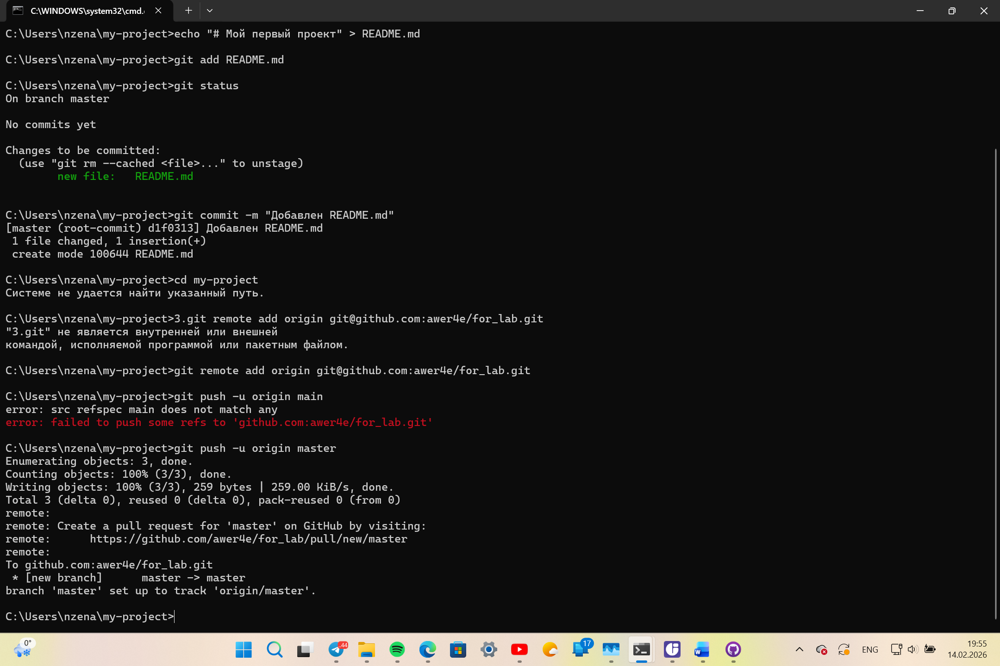 C:\WINDOWS\system32\cmd.
C:\Users\nzena\my-project>echo "# Мой первый проект" > README.md
C:\Users\nzena\my-project>git add README.md
C:\Users\nzena\my-project>git status
On branch master
No commits yet
Changes to be committed:
  (use "git rm --cached <file>..." to unstage)
        new file:   README.md
C:\Users\nzena\my-project>git commit -m "Добавлен README.md"
[master (root-commit) d1f0313] Добавлен README.md
 1 file changed, 1 insertion(+)
 create mode 100644 README.md
C:\Users\nzena\my-project>cd my-project
Системе не удается найти указанный путь.
C:\Users\nzena\my-project>3.git remote add origin git@github.com:awer4e/for_lab.git
"3.git" не является внутренней или внешней
командой, исполняемой программой или пакетным файлом.
C:\Users\nzena\my-project>git remote add origin git@github.com:awer4e/for_lab.git
C:\Users\nzena\my-project>git push -u origin main
error: src refspec main does not match any
error: failed to push some refs to 'github.com:awer4e/for_lab.git'
C:\Users\nzena\my-project>git push -u origin master
Enumerating objects: 3, done.
Counting objects: 100% (3/3), done.
Writing objects: 100% (3/3), 259 bytes | 259.00 KiB/s, done.
Total 3 (delta 0), reused 0 (delta 0), pack-reused 0 (from 0)
remote:
remote: Create a pull request for 'master' on GitHub by visiting:
remote:      https://github.com/awer4e/for_lab/pull/new/master
remote:
To github.com:awer4e/for_lab.git
 * [new branch]      master -> master
branch 'master' set up to track 'origin/master'.
C:\Users\nzena\my-project>
0°
..44
17
W
ENG
19:55
14.02.2026